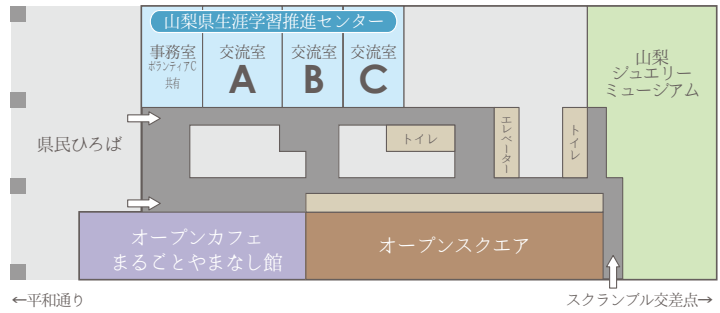 山梨県生涯学習推進センター
事務室
ボランティアC
共有
交流室
A
交流室
B
交流室
C
山梨
ジュエリー
ミュージアム
県民ひろば
トイレ
エレベーター
トイレ
オープンカフェ
まるごとやまなし館
オープンスクエア
←平和通り
スクランブル交差点→